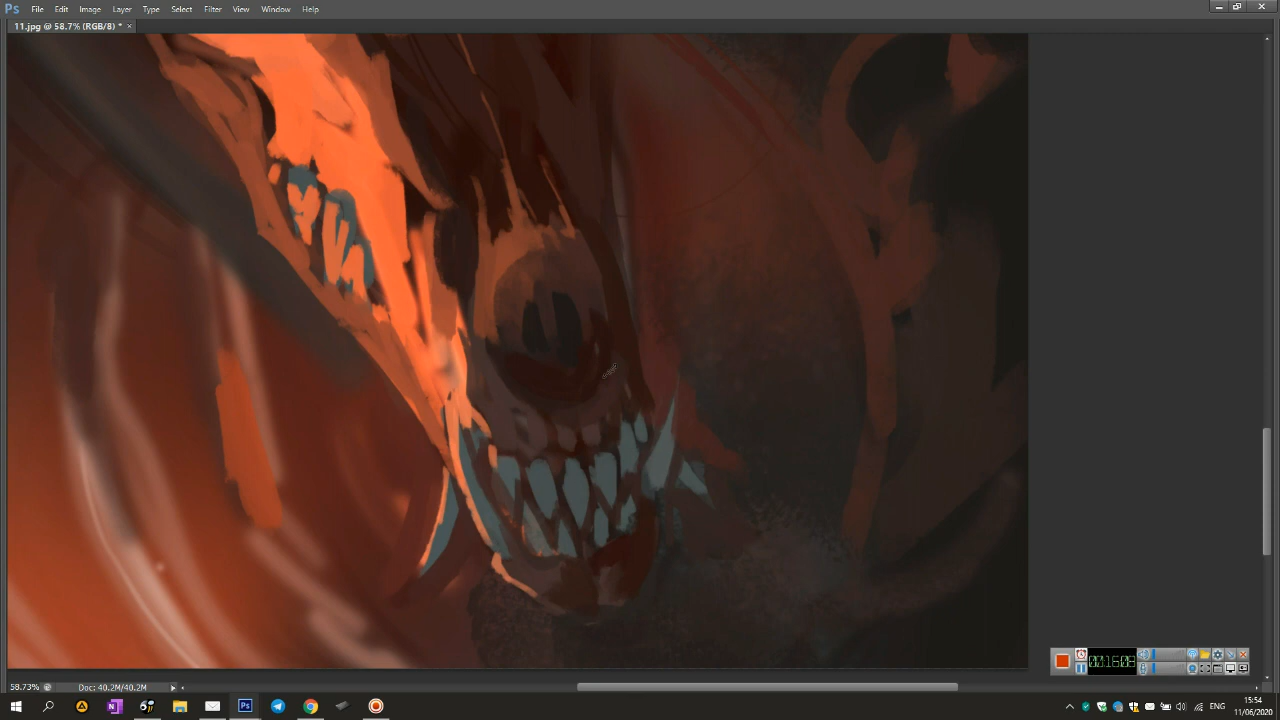 Ps File Edit Image Layer Type Select Filter View Window Help
11.jpg @ 58.7% (RGB/8) * ×
58.73% Doc: 40.2M/40.2M
Ps ENG 15:54
11/06/2020